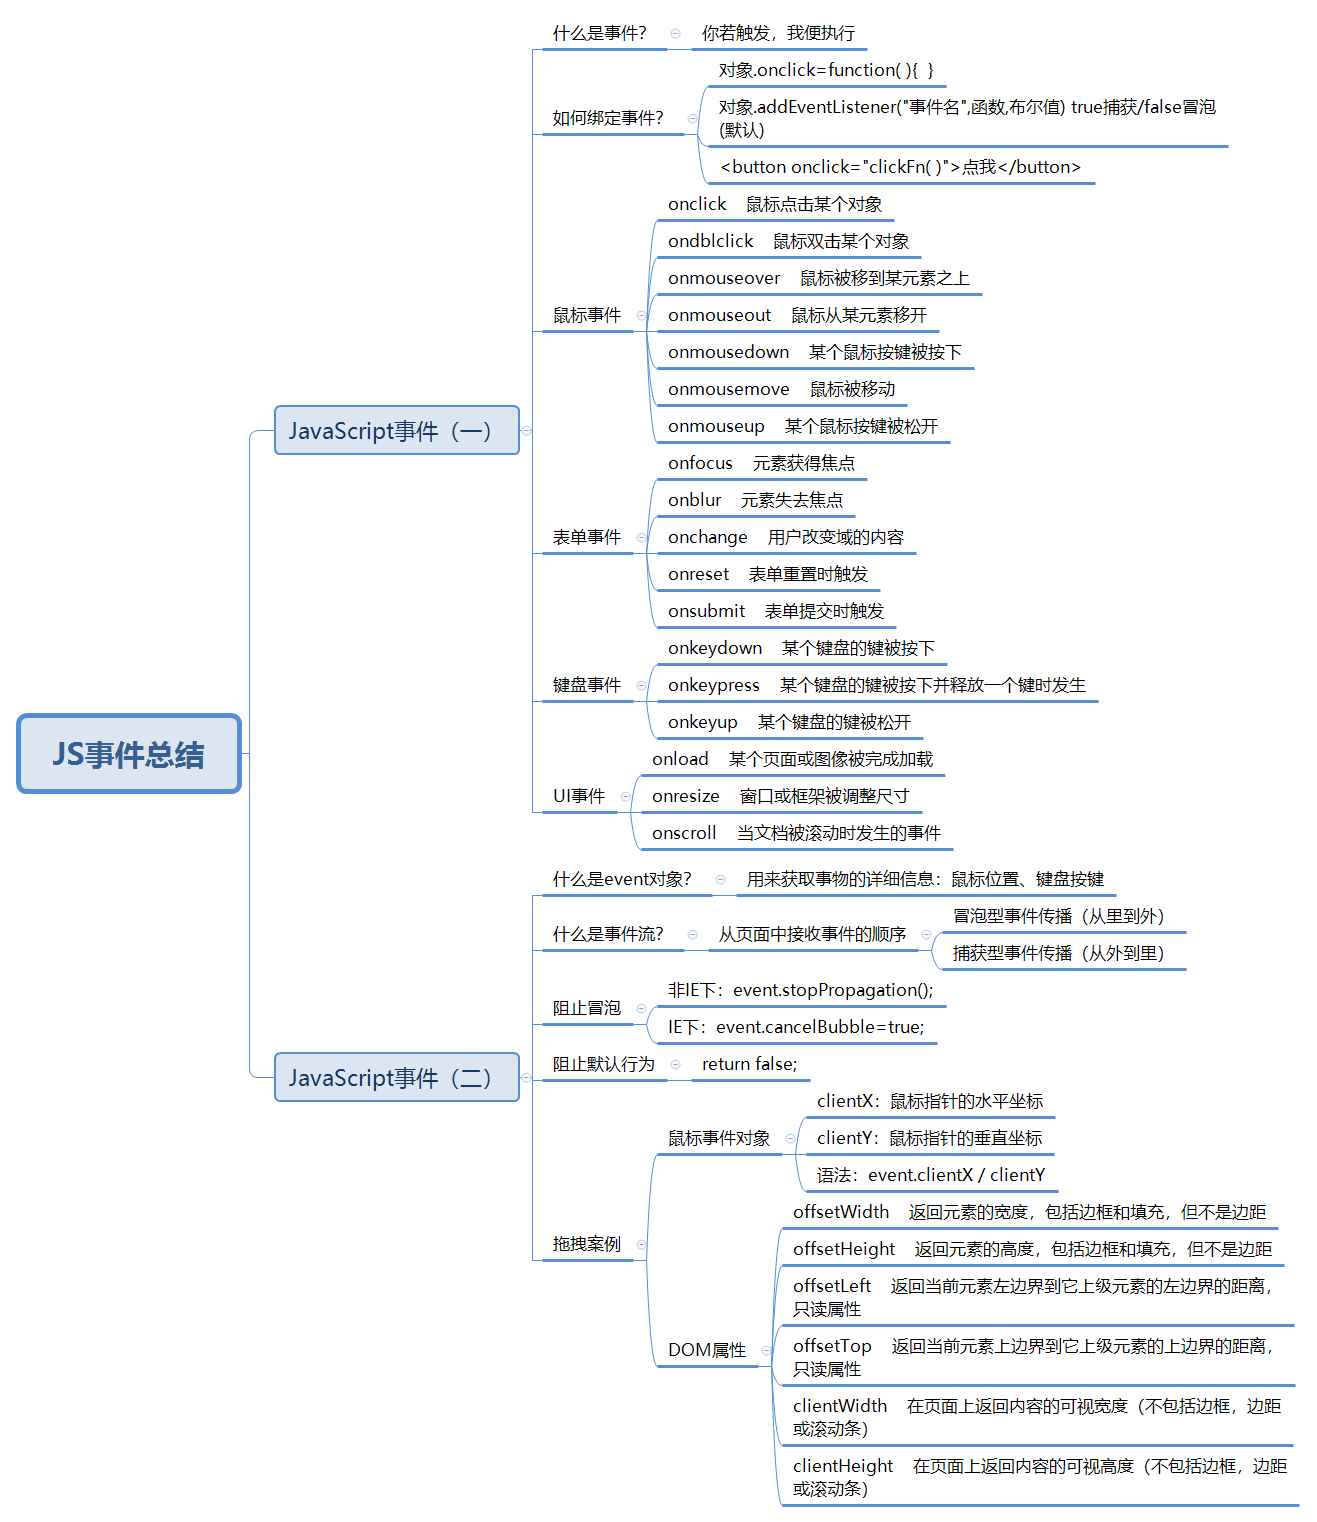 JS事件总结
JavaScript事件（一）
什么是事件？
你若触发，我便执行
如何绑定事件？
对象.onclick=function( ){  }
对象.addEventListener("事件名",函数,布尔值) true捕获/false冒泡
(默认)
<button onclick="clickFn( )">点我</button>
鼠标事件
onclick    鼠标点击某个对象
ondblclick    鼠标双击某个对象
onmouseover    鼠标被移到某元素之上
onmouseout    鼠标从某元素移开
onmousedown    某个鼠标按键被按下
onmousemove    鼠标被移动
onmouseup    某个鼠标按键被松开
表单事件
onfocus    元素获得焦点
onblur    元素失去焦点
onchange    用户改变域的内容
onreset    表单重置时触发
onsubmit    表单提交时触发
键盘事件
onkeydown    某个键盘的键被按下
onkeypress    某个键盘的键被按下并释放一个键时发生
onkeyup    某个键盘的键被松开
UI事件
onload    某个页面或图像被完成加载
onresize    窗口或框架被调整尺寸
onscroll    当文档被滚动时发生的事件
JavaScript事件（二）
什么是event对象？
用来获取事物的详细信息：鼠标位置、键盘按键
什么是事件流？
从页面中接收事件的顺序
冒泡型事件传播（从里到外）
捕获型事件传播（从外到里）
阻止冒泡
非IE下：event.stopPropagation();
IE下：event.cancelBubble=true;
阻止默认行为
return false;
拖拽案例
鼠标事件对象
clientX：鼠标指针的水平坐标
clientY：鼠标指针的垂直坐标
语法：event.clientX / clientY
DOM属性
offsetWidth    返回元素的宽度，包括边框和填充，但不是边距
offsetHeight    返回元素的高度，包括边框和填充，但不是边距
offsetLeft    返回当前元素左边界到它上级元素的左边界的距离，
只读属性
offsetTop    返回当前元素上边界到它上级元素的上边界的距离，
只读属性
clientWidth    在页面上返回内容的可视宽度（不包括边框，边距
或滚动条）
clientHeight    在页面上返回内容的可视高度（不包括边框，边距
或滚动条）